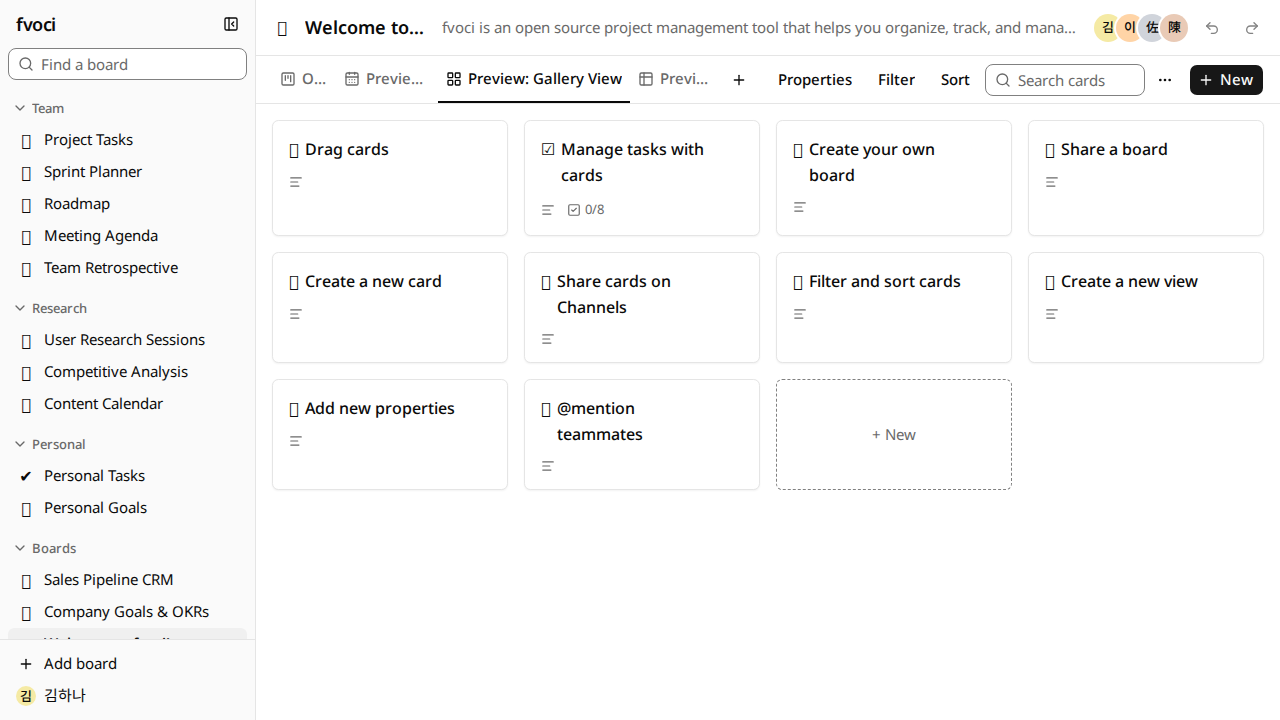 fvoci
Find a board
Team
Project Tasks
Sprint Planner
Roadmap
Meeting Agenda
Team Retrospective
Research
User Research Sessions
Competitive Analysis
Content Calendar
Personal
✔ Personal Tasks
Personal Goals
Boards
Sales Pipeline CRM
Company Goals & OKRs
+ Add board
김 김하나
Welcome to...
fvoci is an open source project management tool that helps you organize, track, and mana...
김 이 佐 陳
O... Previe... Preview: Gallery View Previ... +
Properties Filter Sort Search cards ... + New
Drag cards
☑ Manage tasks with
cards
0/8
Create your own
board
Share a board
Create a new card
Share cards on
Channels
Filter and sort cards
Create a new view
Add new properties
@mention
teammates
+ New